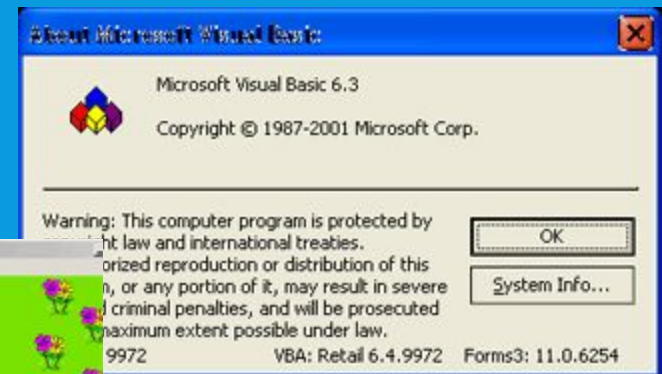 About Microsoft Visual Basic
Microsoft Visual Basic 6.3
Copyright © 1987-2001 Microsoft Corp.
Warning: This computer program is protected by
law and international treaties.
reproduction or distribution of this
or any portion of it, may result in severe
criminal penalties, and will be prosecuted
maximum extent possible under law.
OK
System Info...
9972 VBA: Retail 6.4.9972 Forms3: 11.0.6254